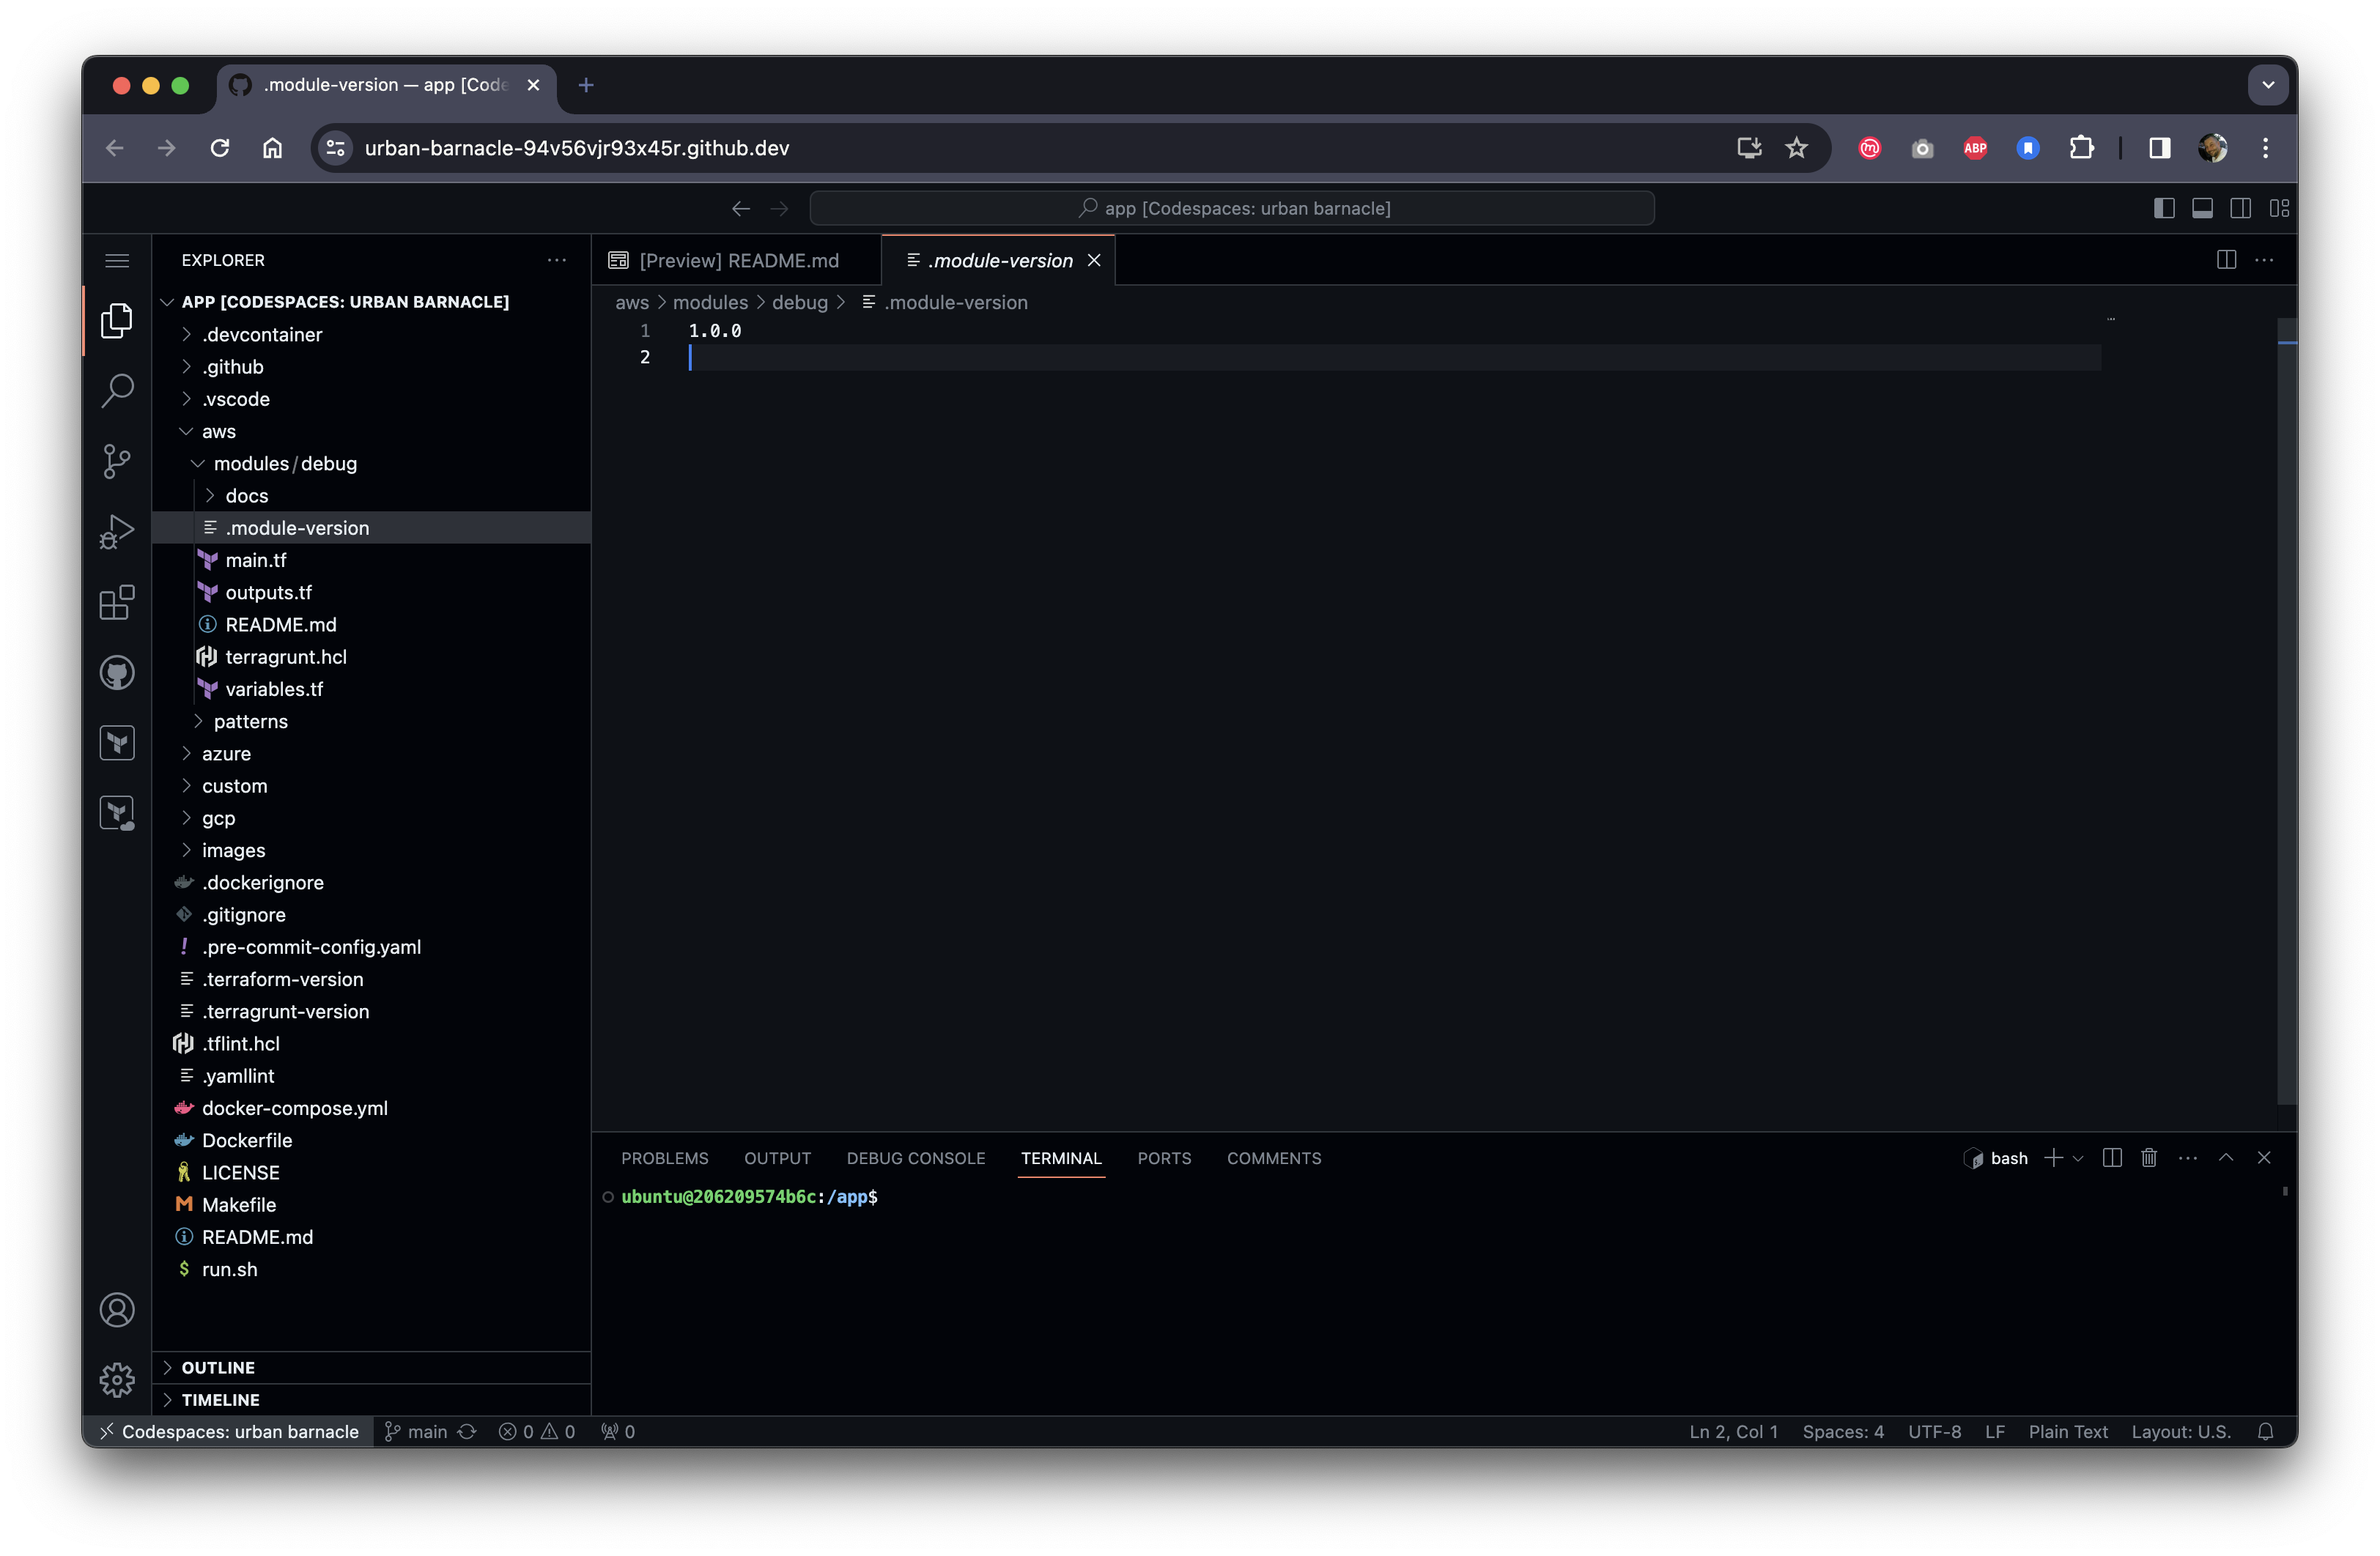 .module-version — app [Code
urban-barnacle-94v56vjr93x45r.github.dev
ABP
app [Codespaces: urban barnacle]
EXPLORER
[Preview] README.md
.module-version
APP [CODESPACES: URBAN BARNACLE]
.devcontainer
.github
.vscode
aws
modules/debug
docs
.module-version
main.tf
outputs.tf
README.md
terragrunt.hcl
variables.tf
patterns
azure
custom
gcp
images
.dockerignore
.gitignore
.pre-commit-config.yaml
.terraform-version
.terragrunt-version
.tflint.hcl
.yamllint
docker-compose.yml
Dockerfile
LICENSE
Makefile
README.md
run.sh
OUTLINE
TIMELINE
aws > modules > debug > .module-version
1 1.0.0
2
PROBLEMS OUTPUT DEBUG CONSOLE TERMINAL PORTS COMMENTS
bash
ubuntu@206209574b6c:/app$
Codespaces: urban barnacle main 0 0 0
Ln 2, Col 1 Spaces: 4 UTF-8 LF Plain Text Layout: U.S.